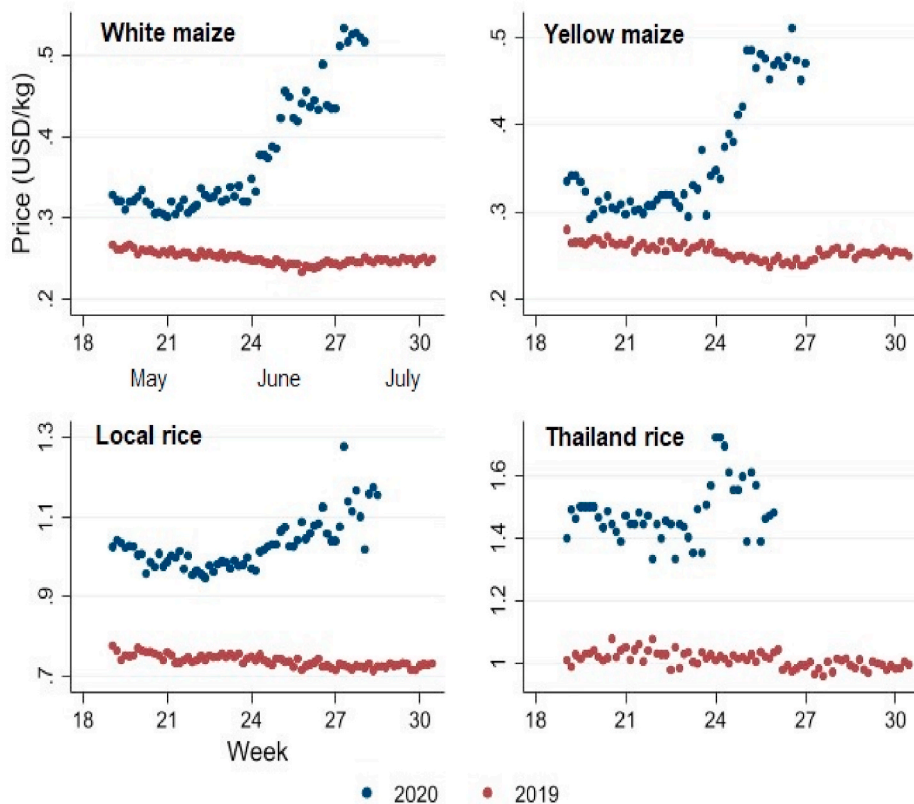 White maize
Yellow maize
Price (USD/kg)
.5
.4
.3
.2
18 21 24 27 30
May June July
.5
.4
.3
.2
18 21 24 27 30
Local rice
Thailand rice
1.3
1.1
.9
.7
18 21 24 27 30
Week
1.6
1.4
1.2
1
18 21 24 27 30
2020 2019